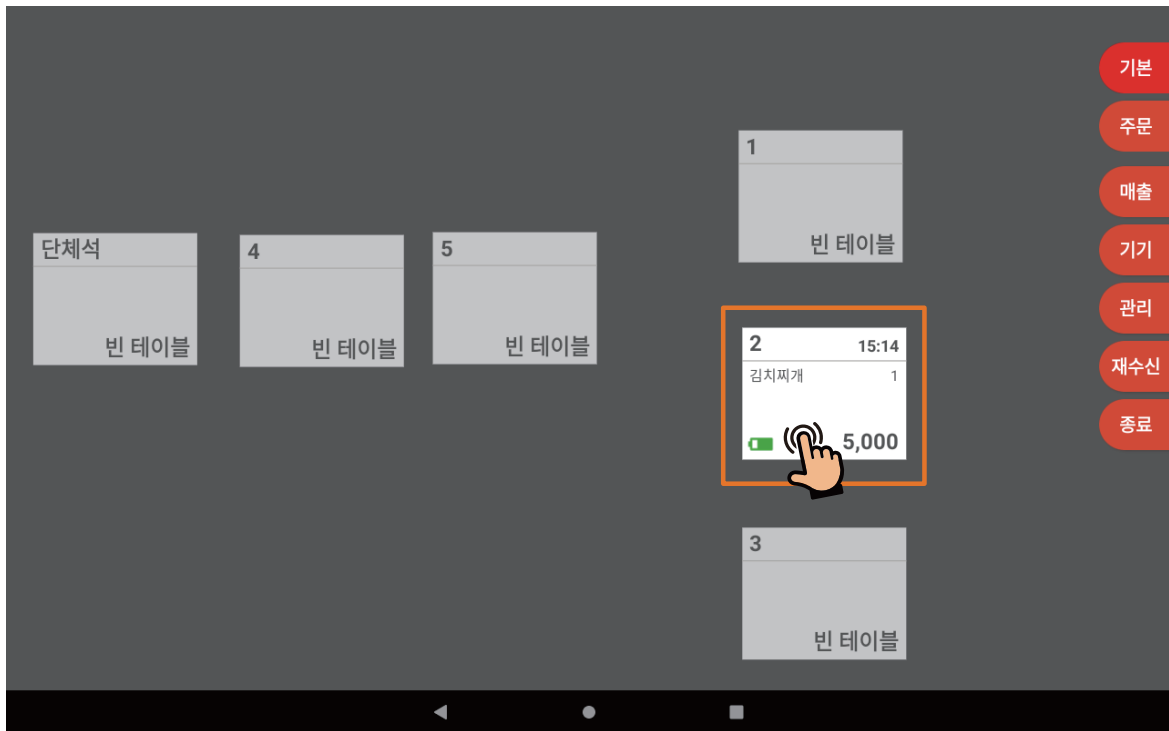 단체석
빈 테이블
4
빈 테이블
5
빈 테이블
1
빈 테이블
2 15:14
김치찌개 1
5,000
3
빈 테이블
기본
주문
매출
기기
관리
재수신
종료